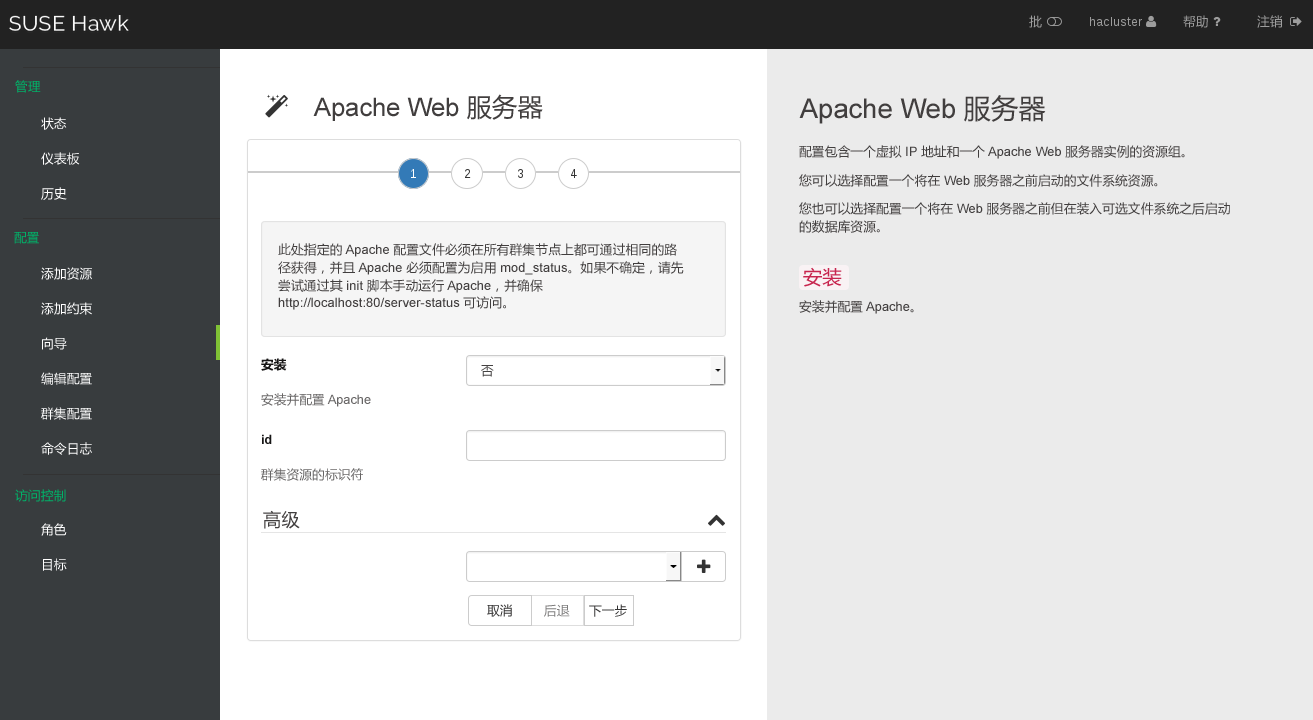 SUSE Hawk
批
hacluster
帮助 ?
注销
管理
状态
仪表板
历史
配置
添加资源
添加约束
向导
编辑配置
群集配置
命令日志
访问控制
角色
目标
Apache Web 服务器
1
2
3
4
此处指定的 Apache 配置文件必须在所有群集节点上都可通过相同的路
径获得，并且 Apache 必须配置为启用 mod_status。如果不确定，请先
尝试通过其 init 脚本手动运行 Apache，并确保
http://localhost:80/server-status 可访问。
安装
否
安装并配置 Apache
id
群集资源的标识符
高级
取消
后退
下一步
Apache Web 服务器
配置包含一个虚拟 IP 地址和一个 Apache Web 服务器实例的资源组。
您可以选择配置一个将在 Web 服务器之前启动的文件系统资源。
您也可以选择配置一个将在 Web 服务器之前但在装入可选文件系统之后启动
的数据库资源。
安装
安装并配置 Apache。